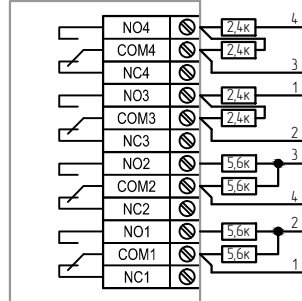 NO4 2,4к 4
COM4 2,4к
NC4 3
NO3 2,4к 1
COM3 2,4к
NC3 2
NO2 5,6к 3
COM2 5,6к
NC2 4
NO1 5,6к 2
COM1 5,6к
NC1 1